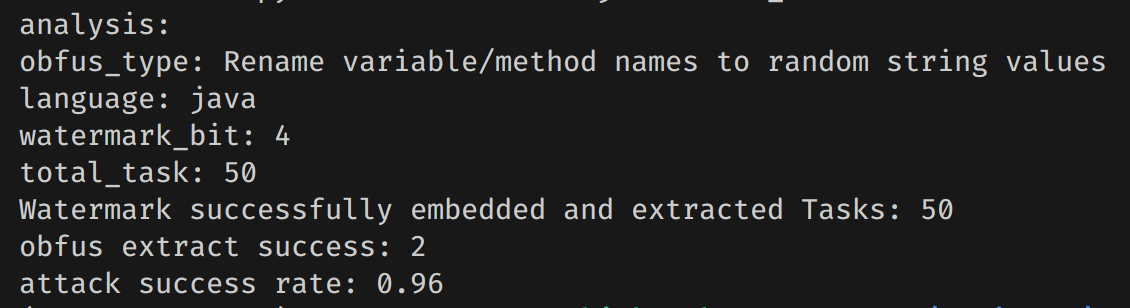 analysis:
obfus_type: Rename variable/method names to random string values
language: java
watermark_bit: 4
total_task: 50
Watermark successfully embedded and extracted Tasks: 50
obfus extract success: 2
attack success rate: 0.96